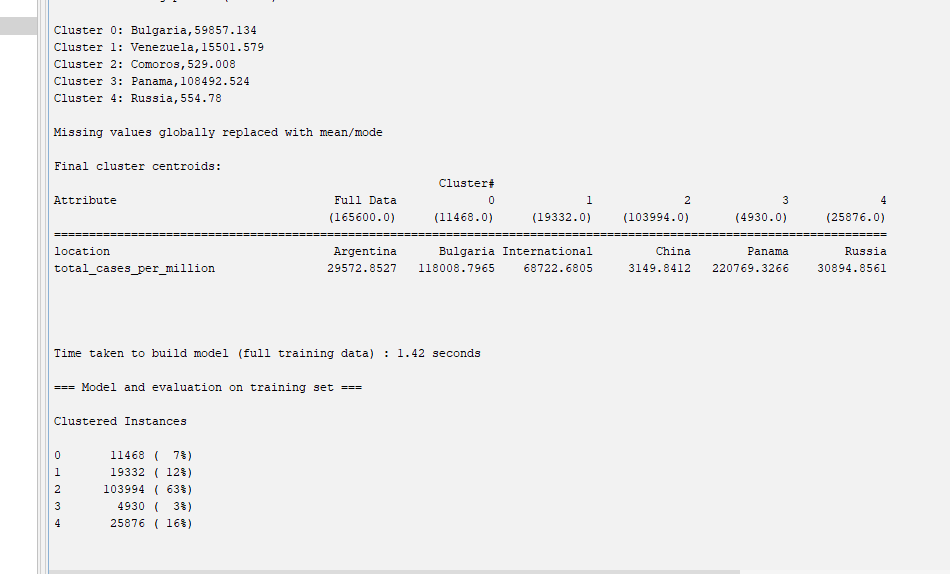 Cluster 0: Bulgaria,59857.134
Cluster 1: Venezuela,15501.579
Cluster 2: Comoros,529.008
Cluster 3: Panama,108492.524
Cluster 4: Russia,554.78
Missing values globally replaced with mean/mode
Final cluster centroids:
Cluster#
Attribute Full Data 0 1 2 3 4
(165600.0) (11468.0) (19332.0) (103994.0) (4930.0) (25876.0)
================================================================================================================
location Argentina Bulgaria International China Panama Russia
total_cases_per_million 29572.8527 118008.7965 68722.6805 3149.8412 220769.3266 30894.8561
Time taken to build model (full training data) : 1.42 seconds
=== Model and evaluation on training set ===
Clustered Instances
0 11468 ( 7%)
1 19332 ( 12%)
2 103994 ( 63%)
3 4930 ( 3%)
4 25876 ( 16%)